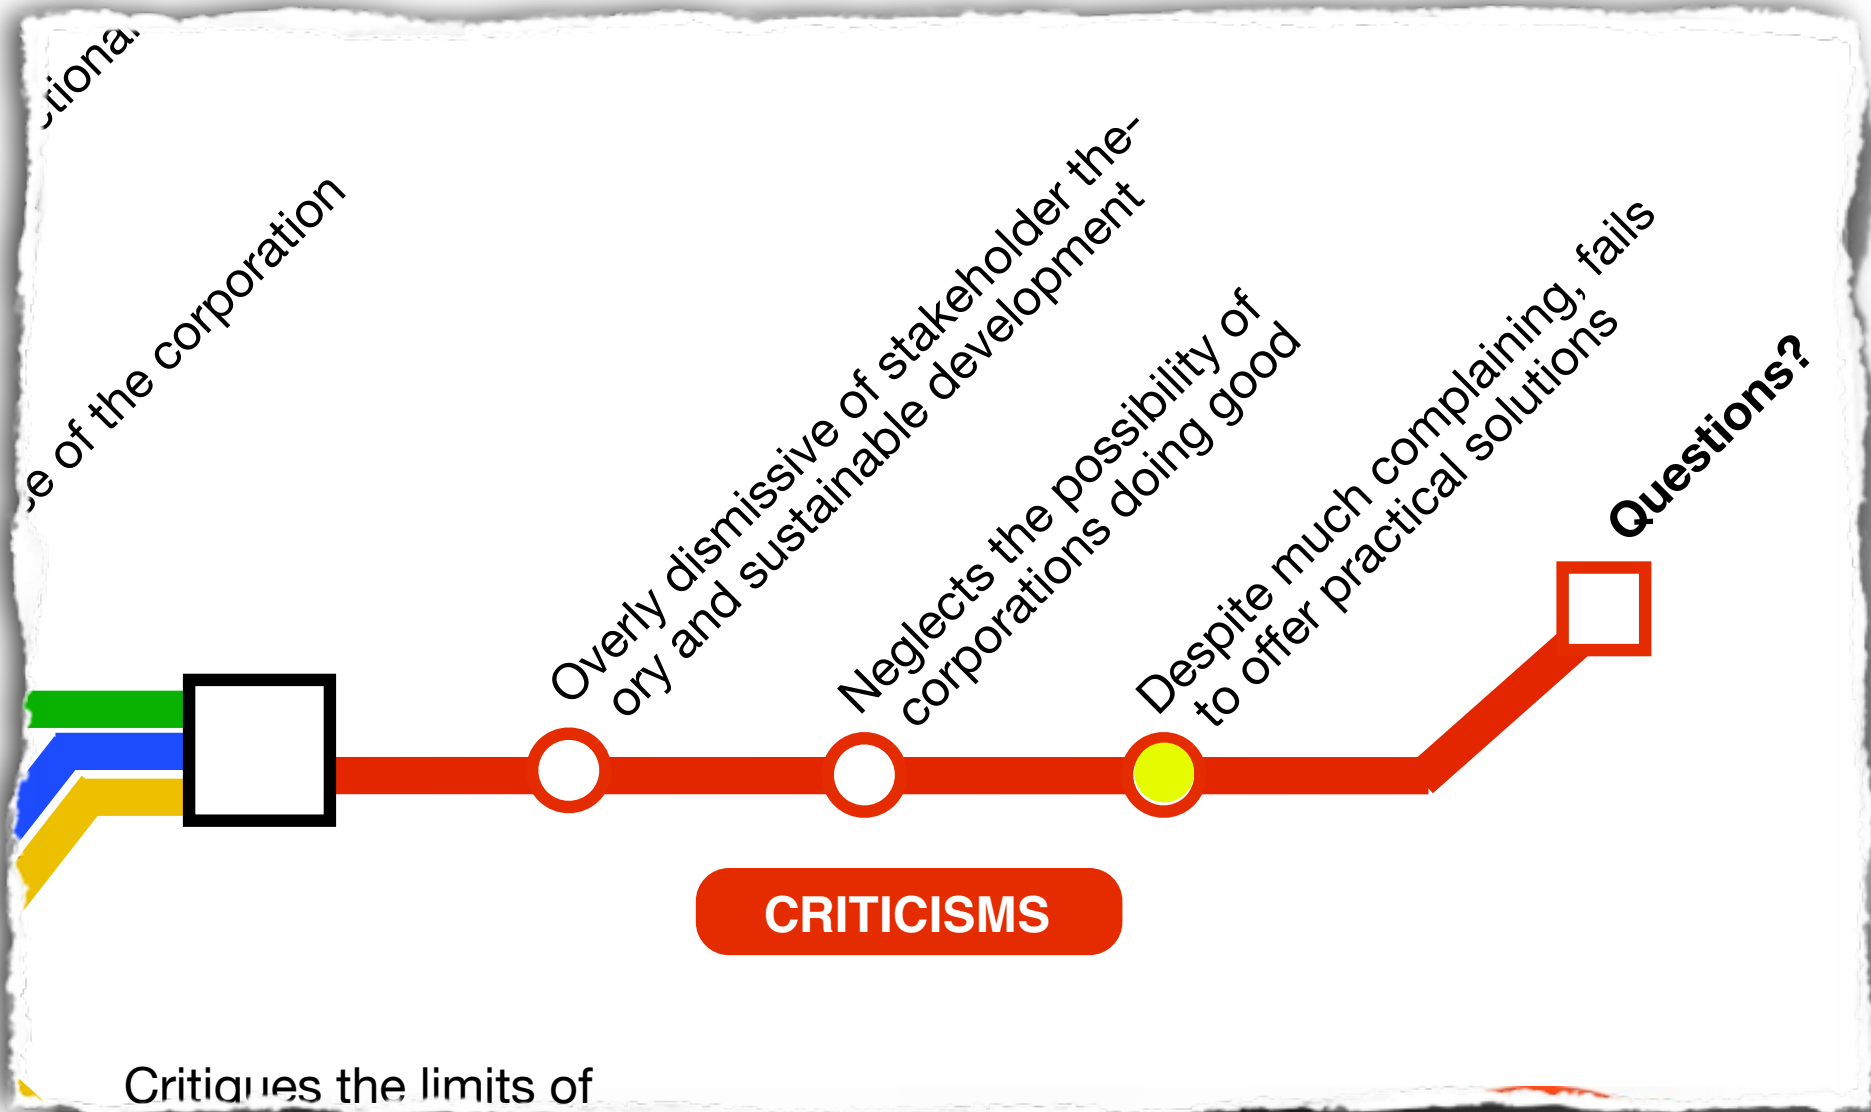 of the corporation
Overly dismissive of stakeholder the-
ory and sustainable development
Neglects the possibility of
corporations doing good
Despite much complaining, fails
to offer practical solutions
Questions?
CRITICISMS
Critiques the limits of